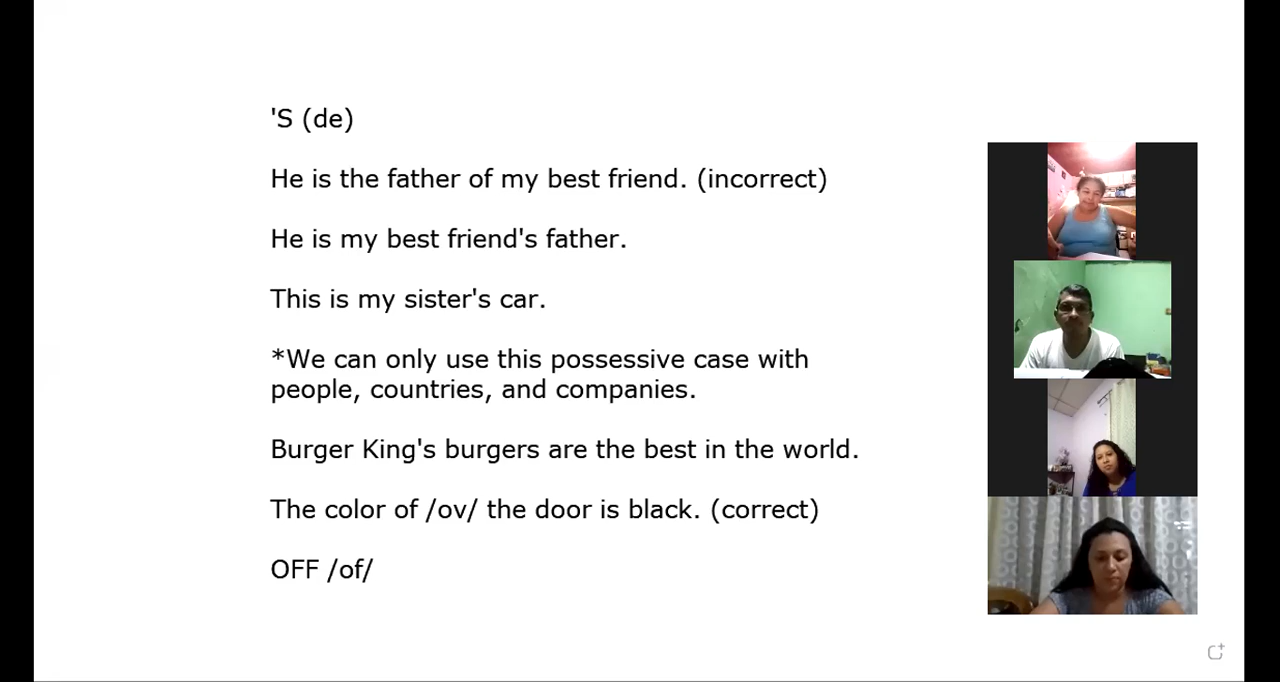 'S (de)
He is the father of my best friend. (incorrect)
He is my best friend's father.
This is my sister's car.
*We can only use this possessive case with
people, countries, and companies.
Burger King's burgers are the best in the world.
The color of /ov/ the door is black. (correct)
OFF /of/